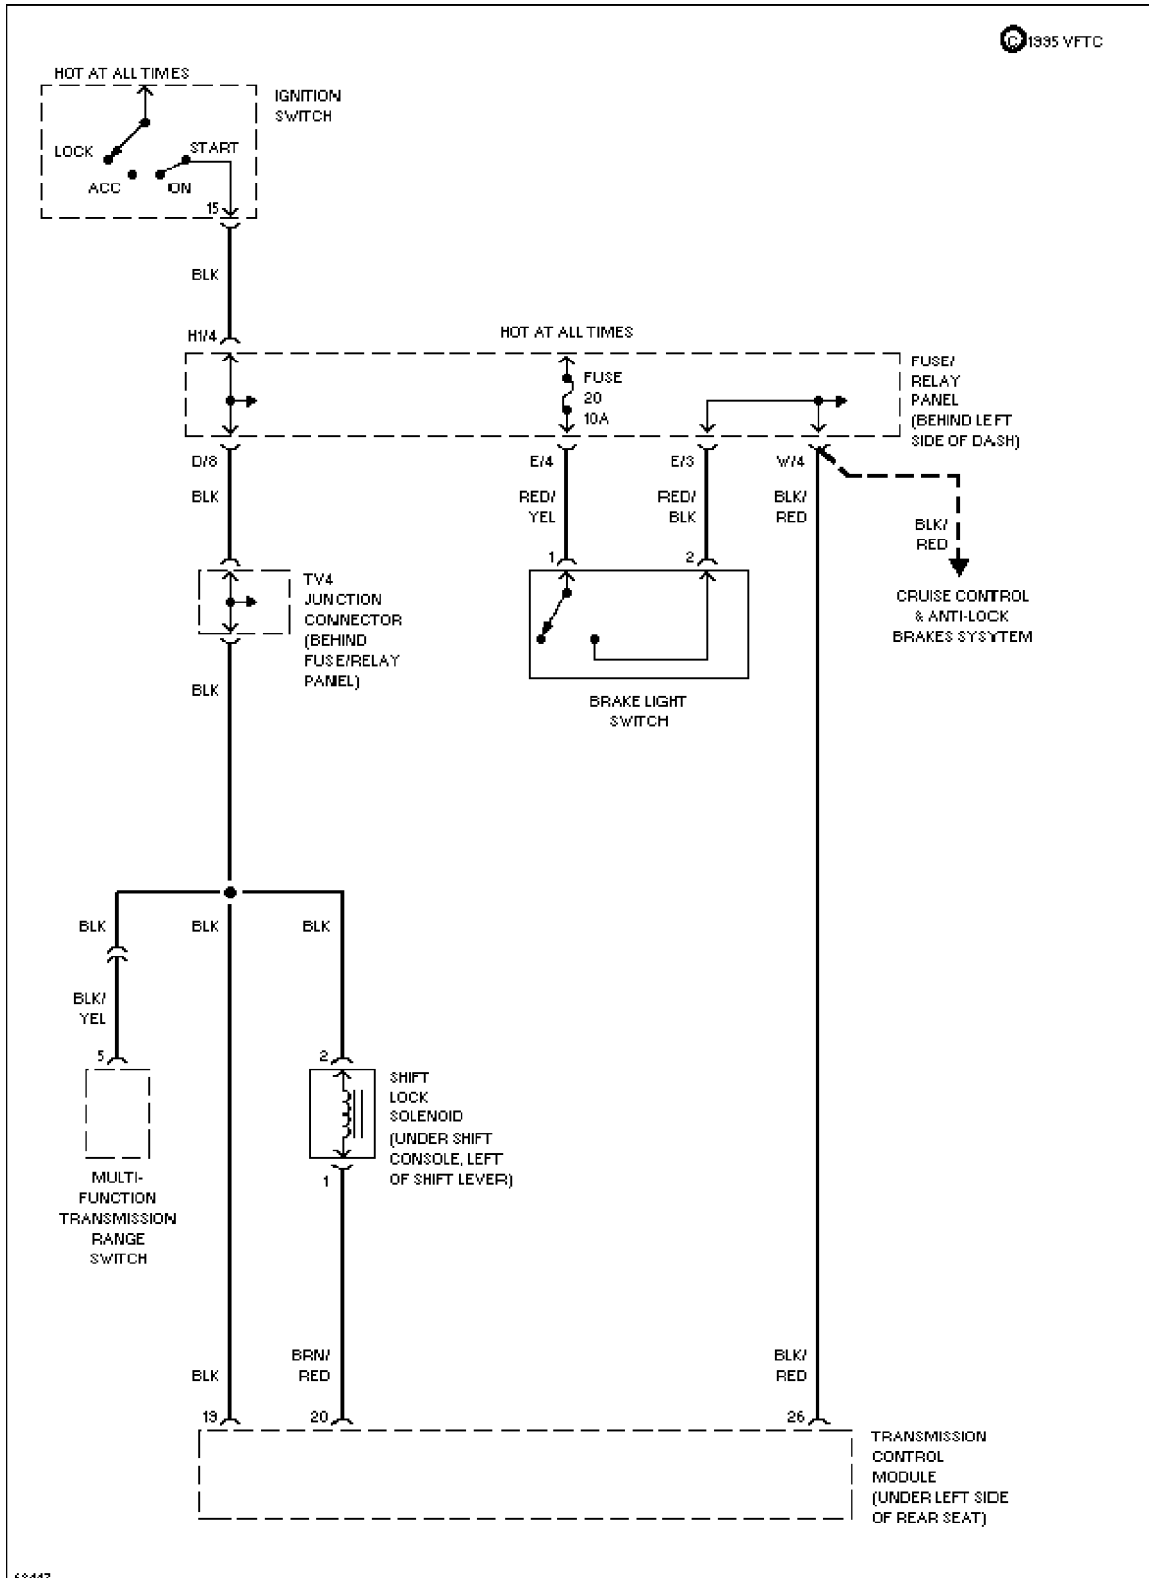 © 1995 VFTC
HOT AT ALL TIMES
IGNITION
SWITCH
LOCK
START
ACC
ON
15
BLK
H1/4
HOT AT ALL TIMES
FUSE
20
10A
FUSE/
RELAY
PANEL
(BEHIND LEFT
SIDE OF DASH)
D/8
E/4
E/3
W/4
BLK
RED/
YEL
RED/
BLK
BLK/
RED
BLK/
RED
1
2
TV4
JUNCTION
CONNECTOR
(BEHIND
FUSE/RELAY
PANEL)
CRUISE CONTROL
& ANTI-LOCK
BRAKES SYSYTEM
BLK
BRAKE LIGHT
SWITCH
BLK
BLK
BLK
BLK/
YEL
5
2
SHIFT
LOCK
SOLENOID
(UNDER SHIFT
CONSOLE, LEFT
OF SHIFT LEVER)
1
MULTI-
FUNCTION
TRANSMISSION
RANGE
SWITCH
BLK
BRN/
RED
BLK/
RED
19
20
26
TRANSMISSION
CONTROL
MODULE
(UNDER LEFT SIDE
OF REAR SEAT)